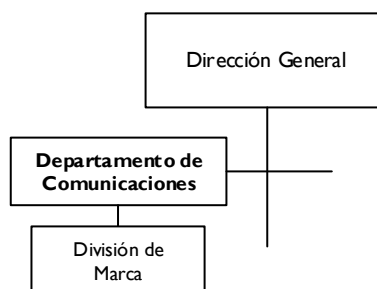 Dirección General
Departamento de
Comunicaciones
División de
Marca